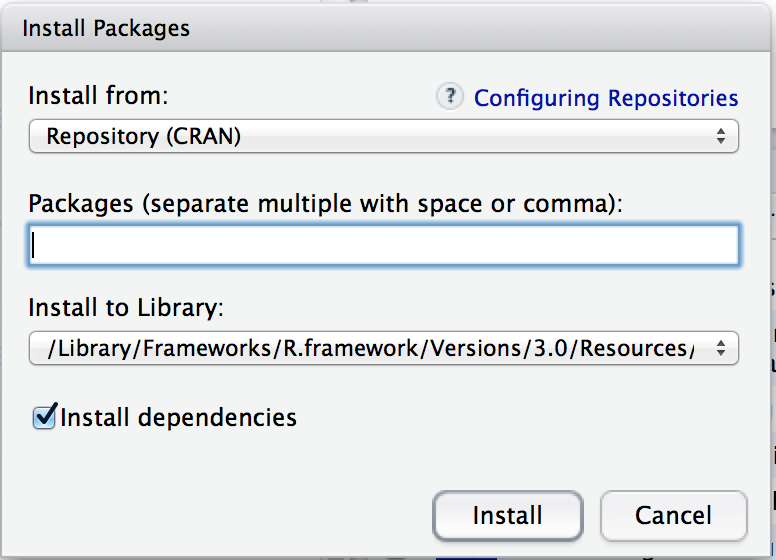 Install Packages
Install from:
? Configuring Repositories
Repository (CRAN)
Packages (separate multiple with space or comma):
Install to Library:
/Library/Frameworks/R.framework/Versions/3.0/Resources/
Install dependencies
Install
Cancel